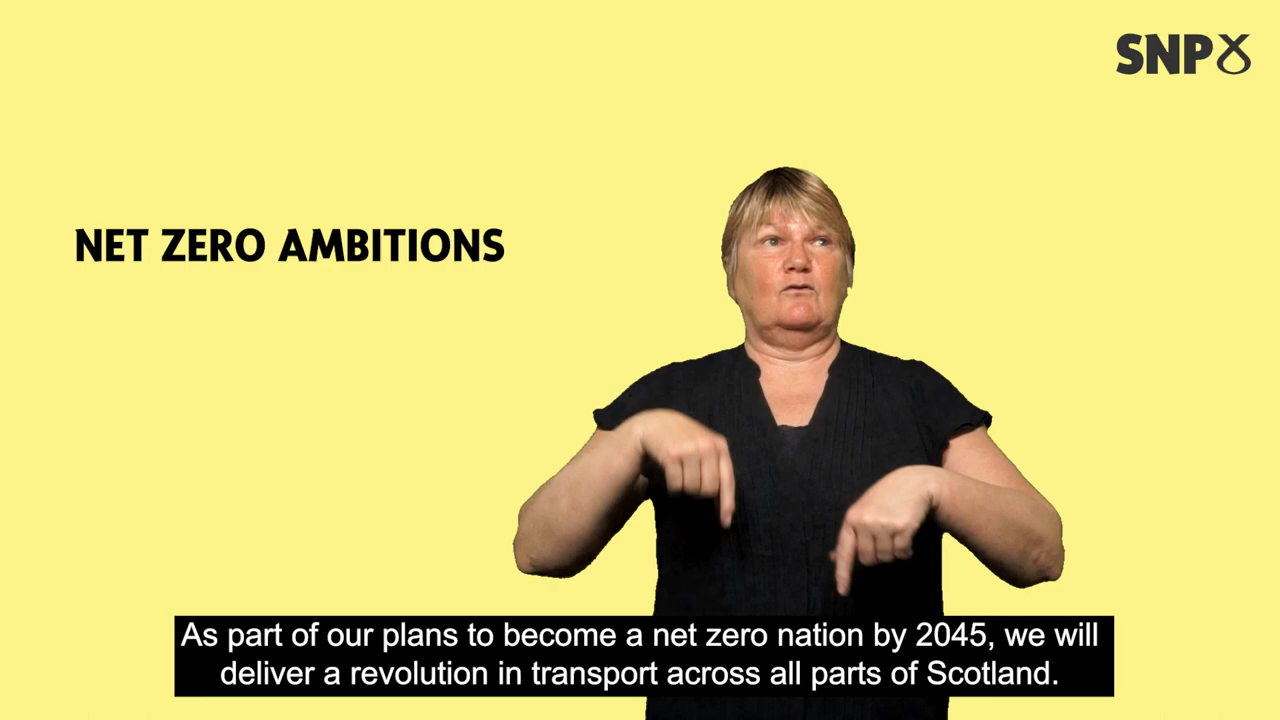 SNP
NET ZERO AMBITIONS
As part of our plans to become a net zero nation by 2045, we will
deliver a revolution in transport across all parts of Scotland.